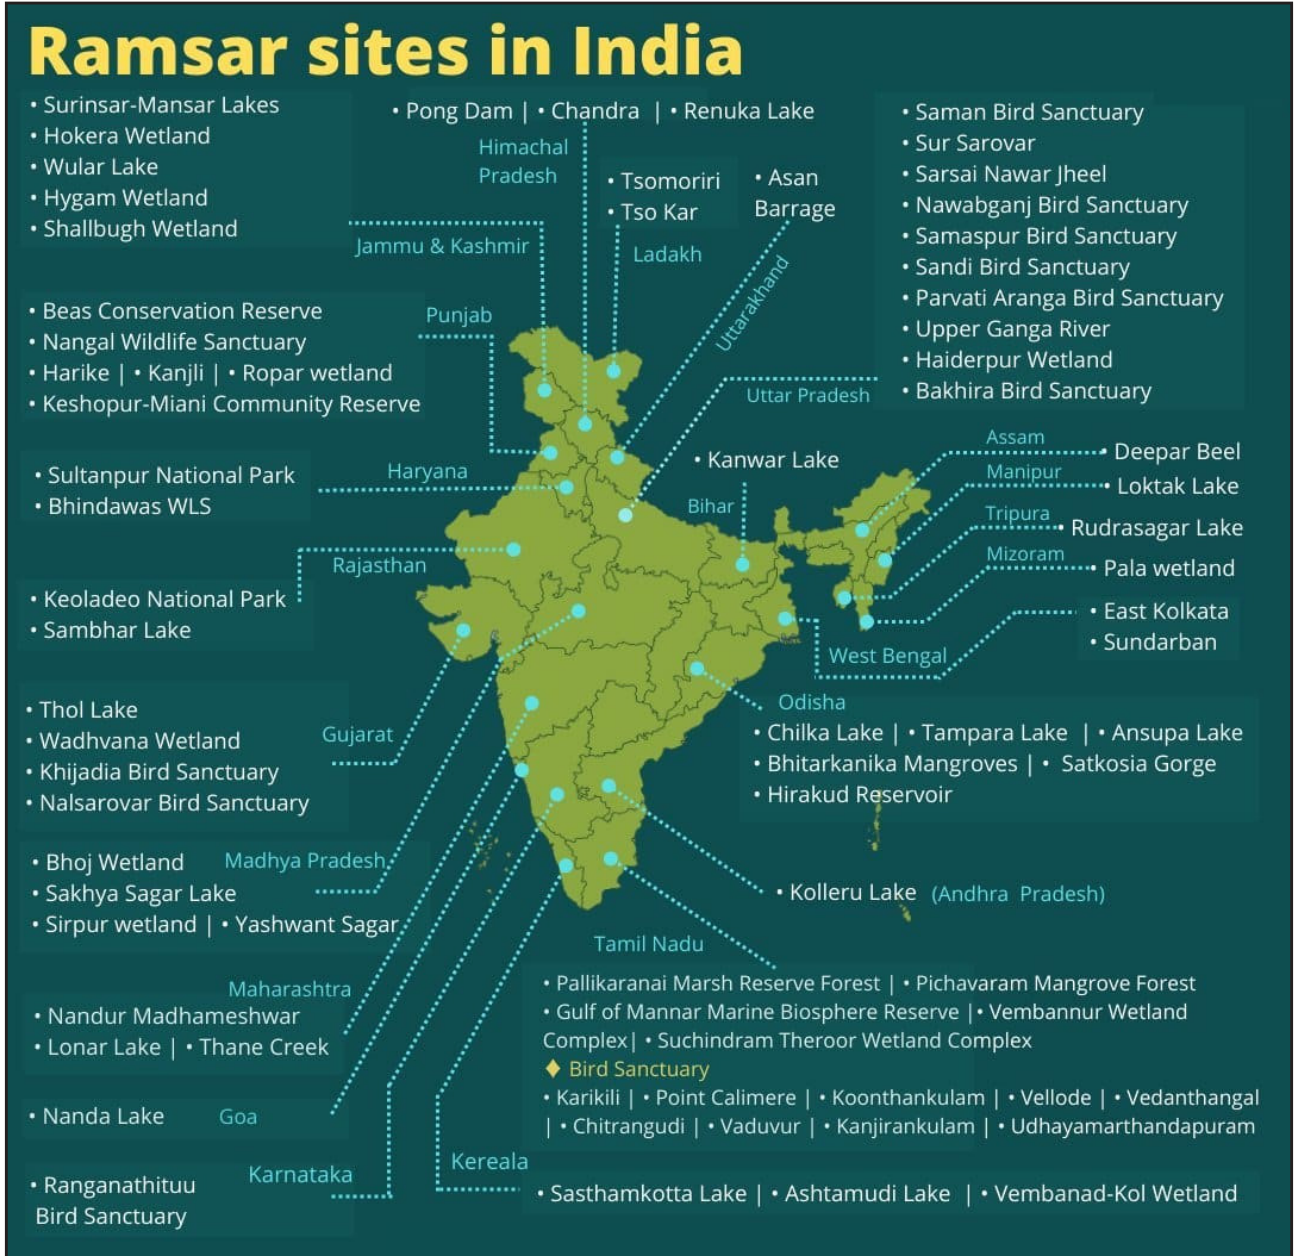 Ramsar sites in India
• Surinsar-Mansar Lakes
• Hokera Wetland
• Wular Lake
• Hygam Wetland
• Shallbugh Wetland
Jammu & Kashmir
• Pong Dam | • Chandra | • Renuka Lake
Himachal
Pradesh
• Tsomoriri
• Tso Kar
Ladakh
• Asan
Barrage
Uttarakhand
• Saman Bird Sanctuary
• Sur Sarovar
• Sarsai Nawar Jheel
• Nawabganj Bird Sanctuary
• Samaspur Bird Sanctuary
• Sandi Bird Sanctuary
• Parvati Aranga Bird Sanctuary
• Upper Ganga River
• Haiderpur Wetland
• Bakhira Bird Sanctuary
Uttar Pradesh
• Beas Conservation Reserve
• Nangal Wildlife Sanctuary
• Harike | • Kanjli | • Ropar wetland
• Keshopur-Miani Community Reserve
Punjab
• Sultanpur National Park
• Bhindawas WLS
Haryana
• Kanwar Lake
Bihar
Assam
• Deepar Beel
Manipur
• Loktak Lake
Tripura
• Rudrasagar Lake
Mizoram
• Pala wetland
• East Kolkata
• Sundarban
West Bengal
Rajasthan
• Keoladeo National Park
• Sambhar Lake
• Thol Lake
• Wadhvana Wetland
• Khijadia Bird Sanctuary
• Nalsarovar Bird Sanctuary
Gujarat
Odisha
• Chilka Lake | • Tampara Lake | • Ansupa Lake
• Bhitarkanika Mangroves | • Satkosia Gorge
• Hirakud Reservoir
• Bhoj Wetland Madhya Pradesh
• Sakhya Sagar Lake
• Sirpur wetland | • Yashwant Sagar
• Kolleru Lake (Andhra Pradesh)
Maharashtra
• Nandur Madhameshwar
• Lonar Lake | • Thane Creek
Tamil Nadu
• Pallikaranai Marsh Reserve Forest | • Pichavaram Mangrove Forest
• Gulf of Mannar Marine Biosphere Reserve |• Vembannur Wetland
Complex| • Suchindram Theroor Wetland Complex
♦ Bird Sanctuary
• Karikili | • Point Calimere | • Koonthankulam | • Vellode | • Vedanthangal
| • Chitrangudi | • Vaduvur | • Kanjirankulam | • Udhayamarthandapuram
• Nanda Lake Goa
Karnataka
• Ranganathituu
Bird Sanctuary
Kereala
• Sasthamkotta Lake | • Ashtamudi Lake | • Vembanad-Kol Wetland